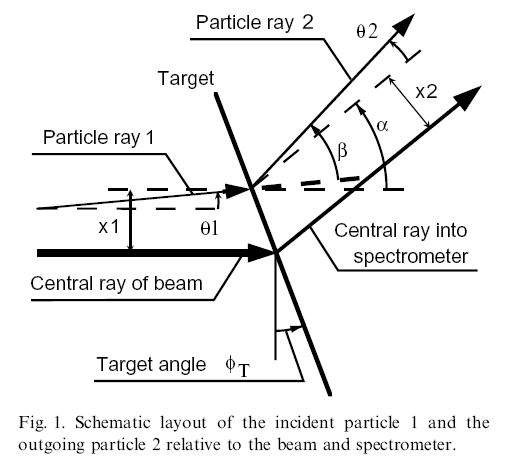 Particle ray 2
θ2
Target
x2
Particle ray 1
β
α
x1
θ1
Central ray into
spectrometer
Central ray of beam
Target angle ϕT
Fig. 1. Schematic layout of the incident particle 1 and the
outgoing particle 2 relative to the beam and spectrometer.